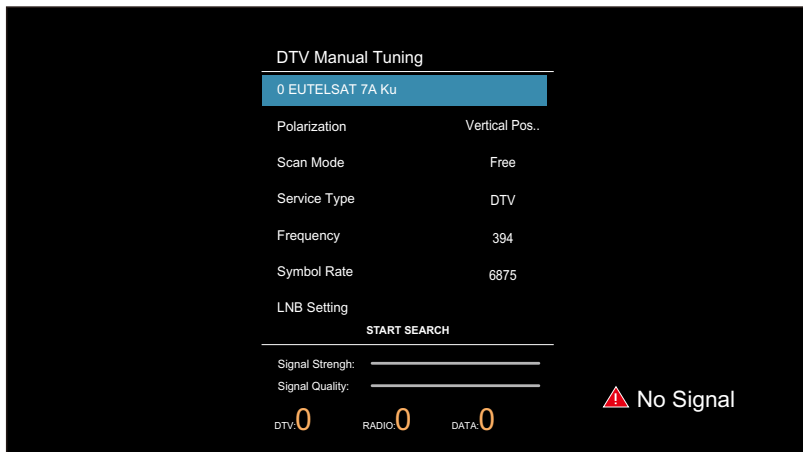 DTV Manual Tuning
0 EUTELSAT 7A Ku
Polarization Vertical Pos..
Scan Mode Free
Service Type DTV
Frequency 394
Symbol Rate 6875
LNB Setting
START SEARCH
Signal Strengh:
Signal Quality:
DTV:0 RADIO:0 DATA:0
No Signal